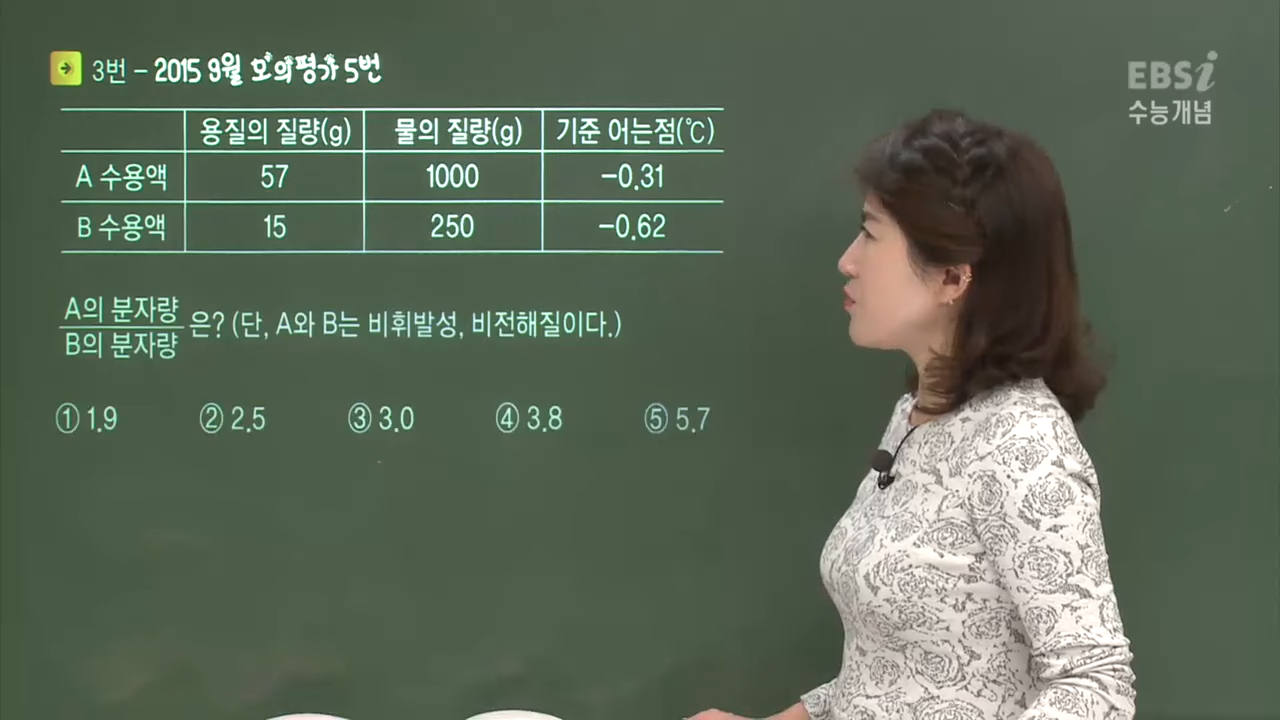 3번 - 2015 9월 모의평가 5번
EBSi
수능개념
용질의 질량(g) 물의 질량(g) 기준 어는점(℃)
A 수용액 57 1000 -0.31
B 수용액 15 250 -0.62
A의 분자량
B의 분자량
은? (단, A와 B는 비휘발성, 비전해질이다.)
① 1.9 ② 2.5 ③ 3.0 ④ 3.8 ⑤ 5.7